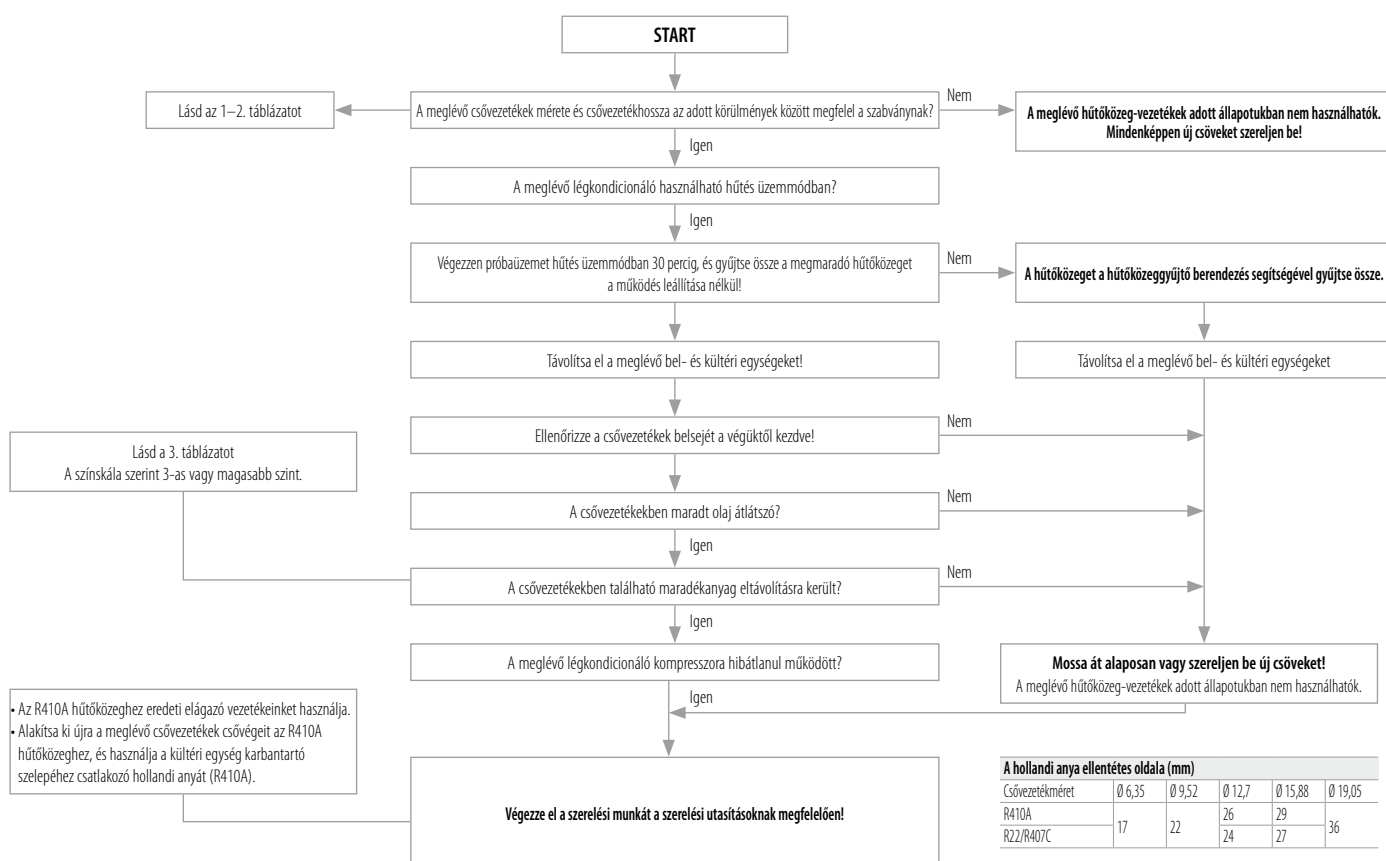 START
Lásd az 1–2. táblázatot
A meglévő csővezetékek mérete és csővezetékhossza az adott körülmények között megfelel a szabványnak?
Nem
A meglévő hűtőközeg-vezetékek adott állapotukban nem használhatók.
Mindenképpen új csöveket szereljen be!
Igen
A meglévő légkondicionáló használható hűtés üzemmódban?
Igen
Végezzen próbaüzemet hűtés üzemmódban 30 percig, és gyűjtse össze a megmaradó hűtőközeget
a működés leállítása nélkül!
Nem
A hűtőközeget a hűtőközeggyűjtő berendezés segítségével gyűjtse össze.
Távolítsa el a meglévő bel- és kültéri egységeket!
Távolítsa el a meglévő bel- és kültéri egységeket
Ellenőrizze a csővezetékek belsejét a végüktől kezdve!
Nem
Lásd a 3. táblázatot
A színskála szerint 3-as vagy magasabb szint.
A csővezetékekben maradt olaj átlátszó?
Nem
Igen
A csővezetékekben található maradékanyag eltávolításra került?
Nem
Igen
A meglévő légkondicionáló kompresszora hibátlanul működött?
Mossa át alaposan vagy szereljen be új csöveket!
A meglévő hűtőközeg-vezetékek adott állapotukban nem használhatók.
Igen
• Az R410A hűtőközeghez eredeti elágazó vezetékeinket használja.
• Alakítsa ki újra a meglévő csővezetékek csővégeit az R410A
hűtőközeghez, és használja a kültéri egység karbantartó
szelepéhez csatlakozó hollandi anyát (R410A).
Végezze el a szerelési munkát a szerelési utasításoknak megfelelően!
A hollandi anya ellentétes oldala (mm)
Csővezetékméret Ø 6,35 Ø 9,52 Ø 12,7 Ø 15,88 Ø 19,05
R410A 17 22 26 29 36
R22/R407C 24 27